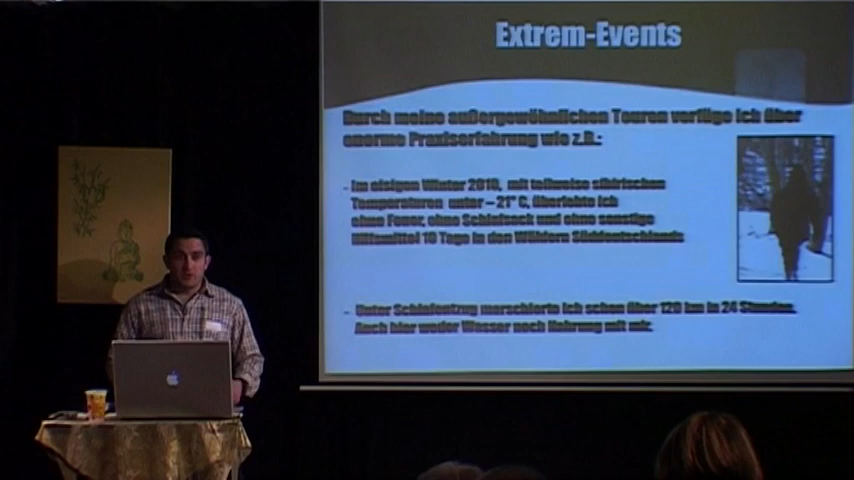 Extrem-Events
Durch meine außergewöhnlichen Touren verfüge ich über
enorme Praxiserfahrung wie z.B.:
- Im eisigen Winter 2010, mit teilweise sibirischen
Temperaturen unter – 21° C, überlebte ich
ohne Feuer, ohne Schlafsack und ohne sonstige
Hilfsmittel 10 Tage in den Wäldern Süddeutschlands
- Unter Schlafentzug marschierte ich schon über 120 km in 24 Stunden.
Auch hier weder Wasser noch Nahrung mit mir.